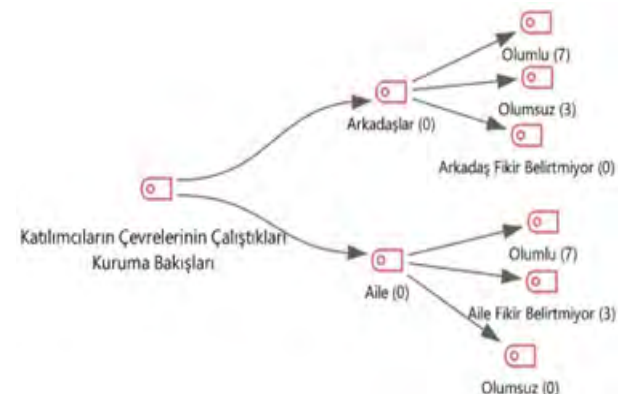 Olumlu (7)
Olumsuz (3)
Arkadaşlar (0)
Arkadaş Fikir Belirtmiyor (0)
Katılımcıların Çevrelerinin Çalıştıkları
Kuruma Bakışları
Olumlu (7)
Aile (0)
Aile Fikir Belirtmiyor (3)
Olumsuz (0)